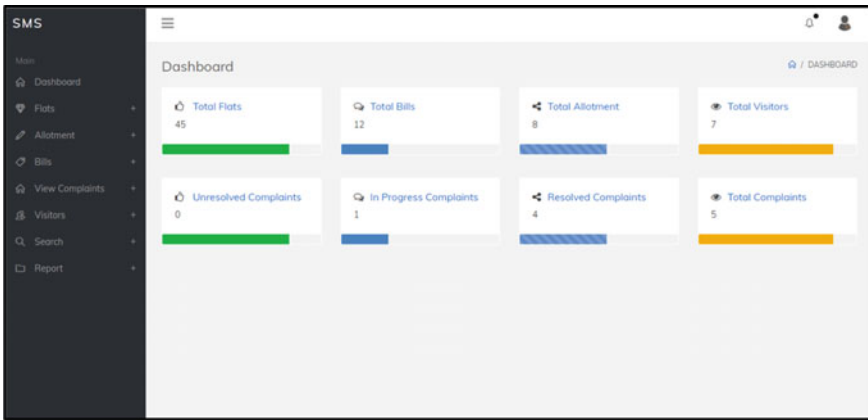 SMS
Main
Dashboard
Flats +
Allotment +
Bills +
View Complaints +
Visitors +
Search +
Report +
Dashboard
/ DASHBOARD
Total Flats
45
Total Bills
12
Total Allotment
8
Total Visitors
7
Unresolved Complaints
0
In Progress Complaints
1
Resolved Complaints
4
Total Complaints
5